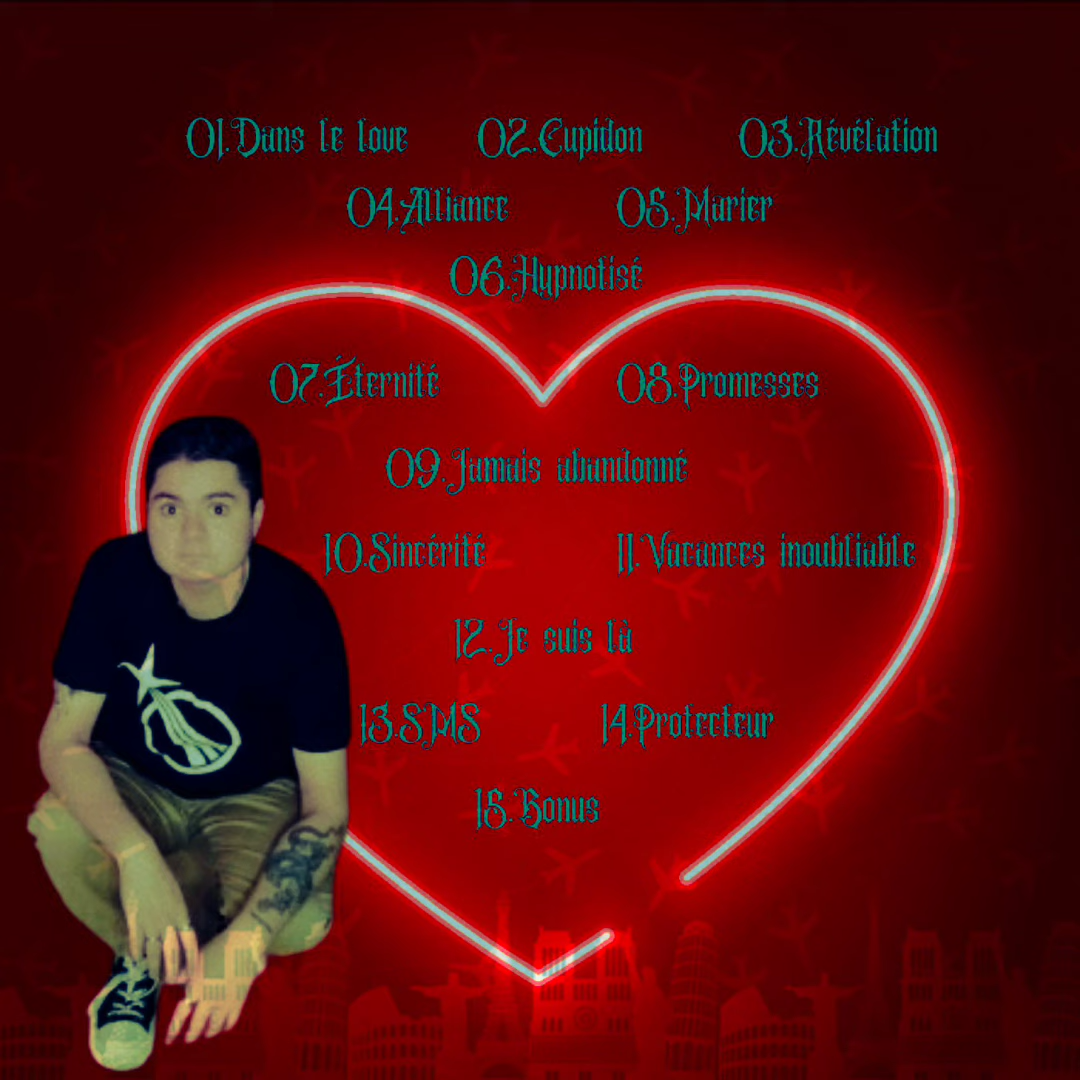 01.Dans le love 02.Cupidon 03.Révélation
04.Alliance 05.Marier
06.Hypnotisé
07.Éternité 08.Promesses
09.Jamais abandonné
10.Sincérité 11.Vacances inoubliable
12.Je suis là
13.SMS 14.Protecteur
15.Bonus